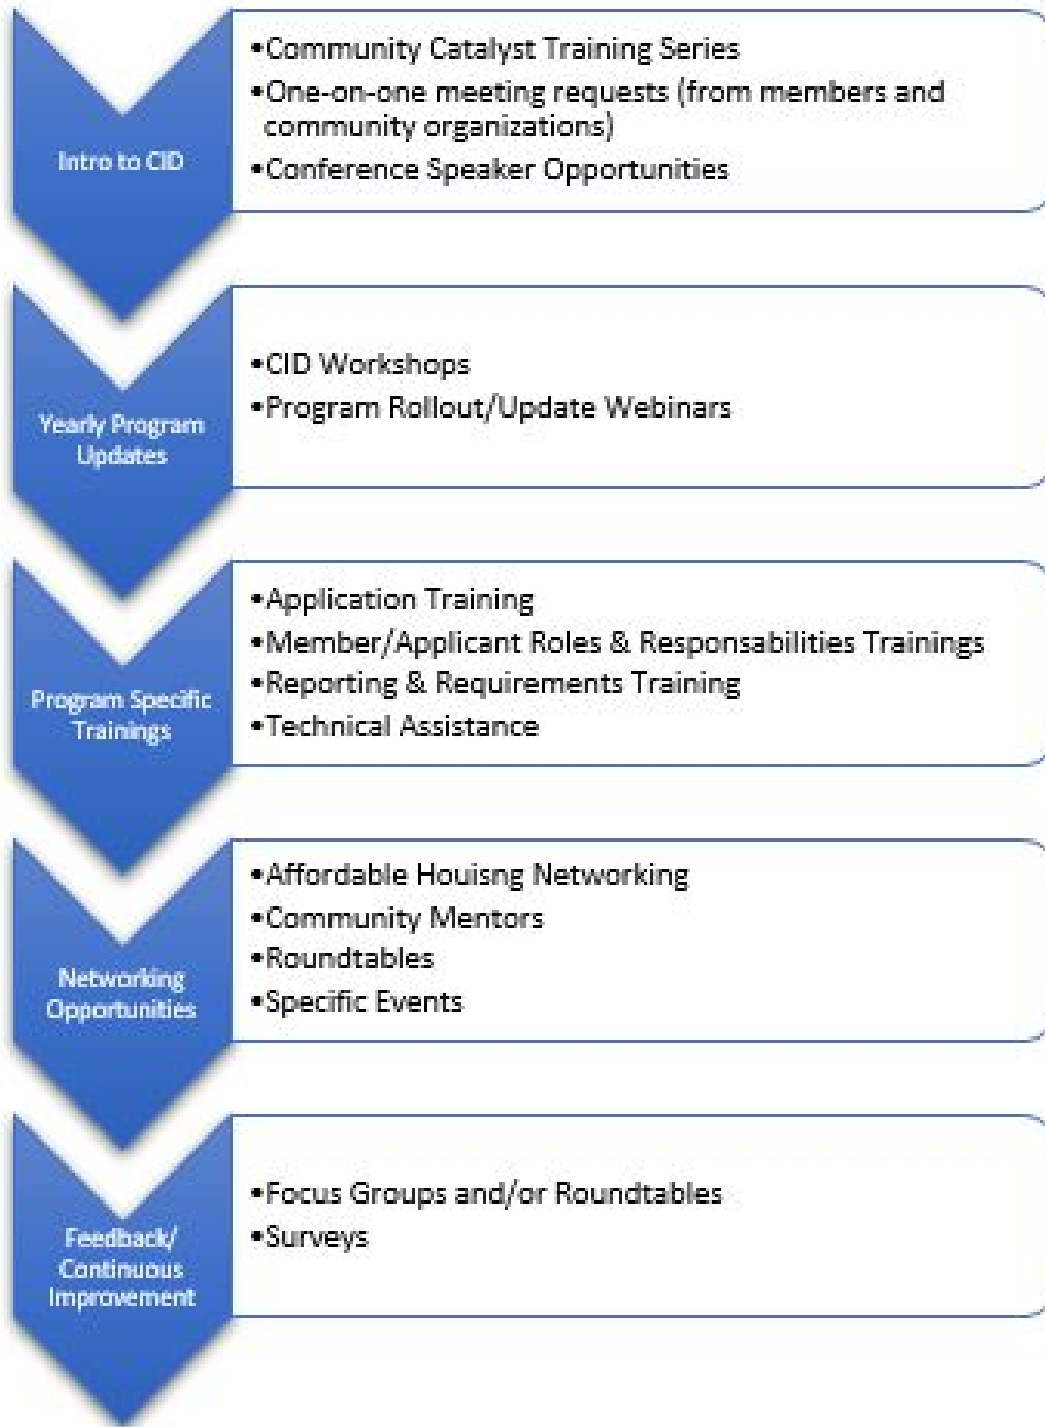 Intro to CID
•Community Catalyst Training Series
•One-on-one meeting requests (from members and
community organizations)
•Conference Speaker Opportunities
Yearly Program
Updates
•CID Workshops
•Program Rollout/Update Webinars
Program Specific
Trainings
•Application Training
•Member/Applicant Roles & Responsabilities Trainings
•Reporting & Requirements Training
•Technical Assistance
Networking
Opportunities
•Affordable Houisng Networking
•Community Mentors
•Roundtables
•Specific Events
Feedback/
Continuous
Improvement
•Focus Groups and/or Roundtables
•Surveys